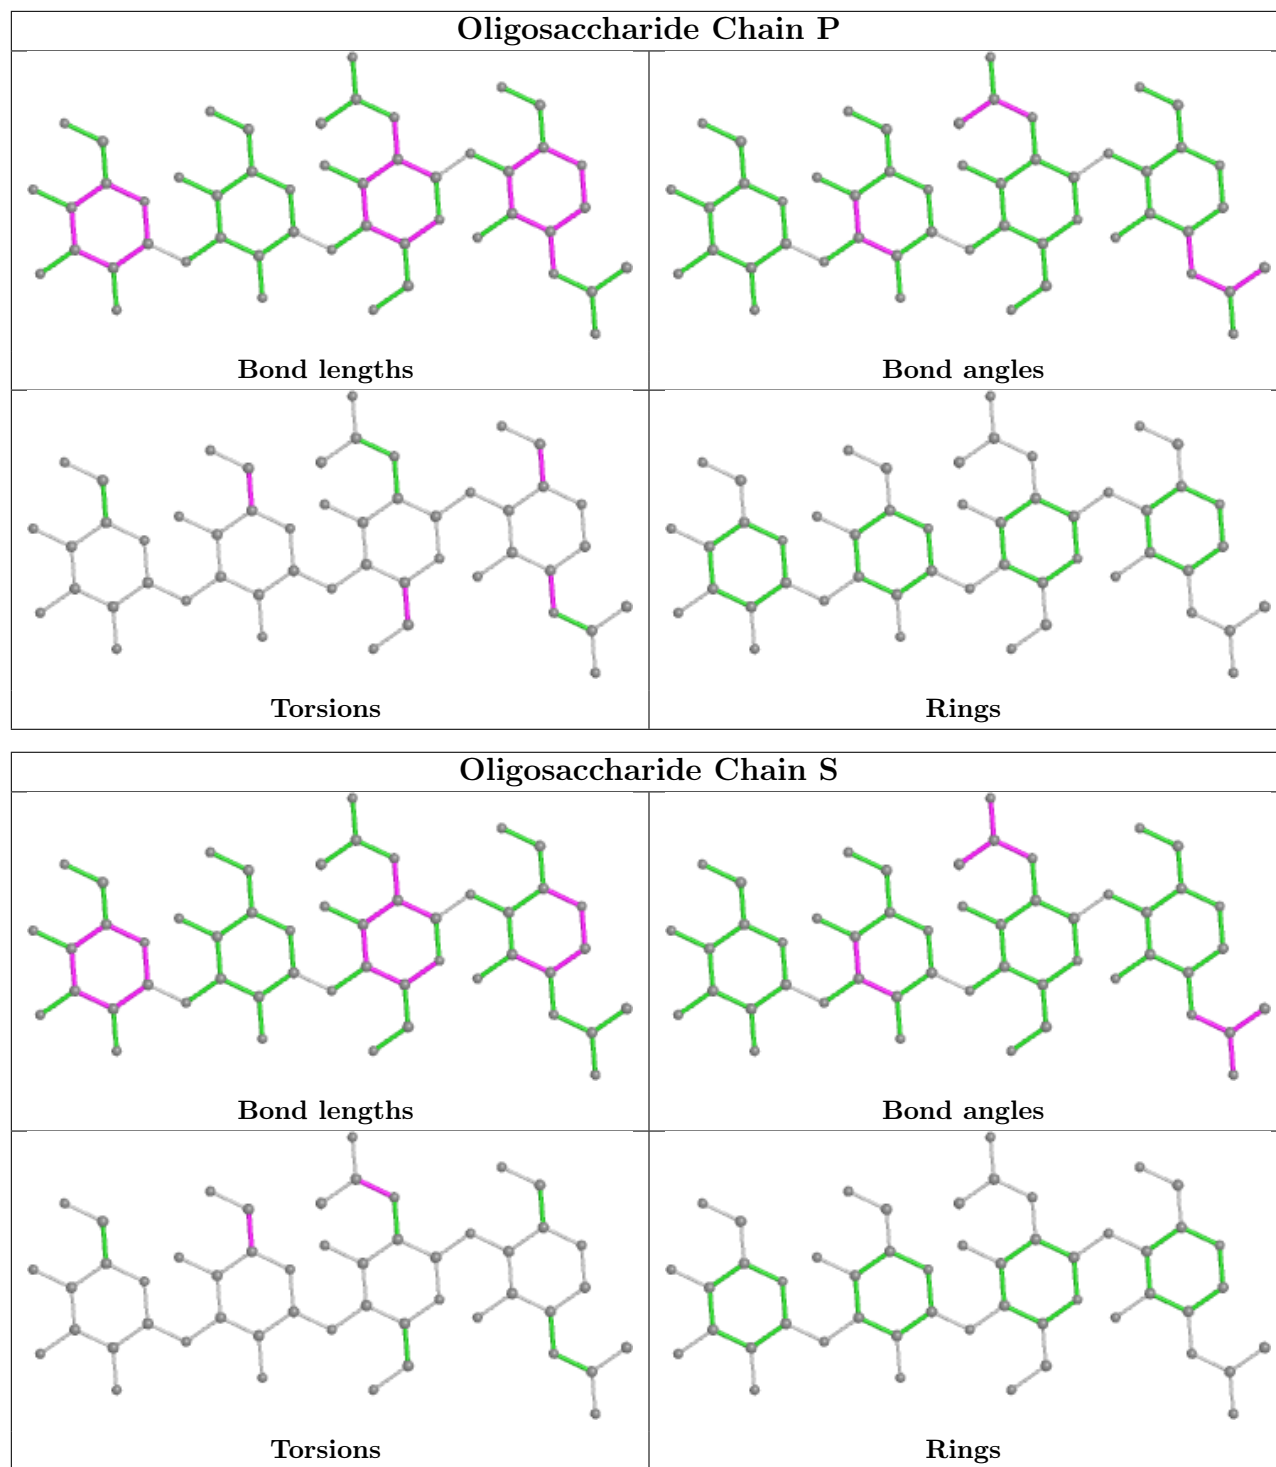 Oligosaccharide Chain P
Bond lengths
Bond angles
Torsions
Rings
Oligosaccharide Chain S
Bond lengths
Bond angles
Torsions
Rings